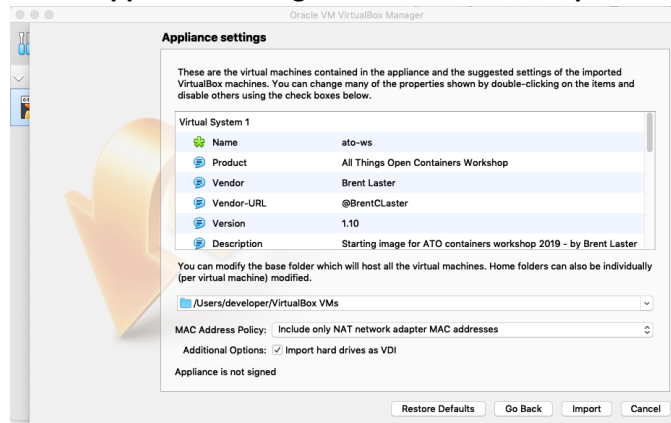 Oracle VM VirtualBox Manager
Appliance settings
These are the virtual machines contained in the appliance and the suggested settings of the imported
VirtualBox machines. You can change many of the properties shown by double-clicking on the items and
disable others using the check boxes below.
Virtual System 1
Name ato-ws
Product All Things Open Containers Workshop
Vendor Brent Laster
Vendor-URL @BrentCLaster
Version 1.10
Description Starting image for ATO containers workshop 2019 - by Brent Laster
You can modify the base folder which will host all the virtual machines. Home folders can also be individually
(per virtual machine) modified.
/Users/developer/VirtualBox VMs
MAC Address Policy: Include only NAT network adapter MAC addresses
Additional Options: Import hard drives as VDI
Appliance is not signed
Restore Defaults Go Back Import Cancel